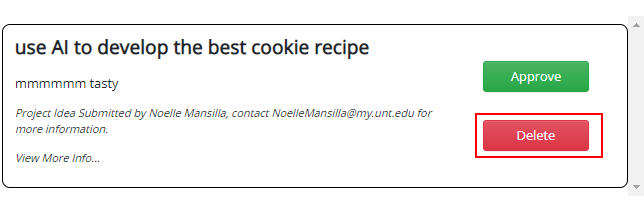 use AI to develop the best cookie recipe
mmmmmm tasty
Project Idea Submitted by Noelle Mansilla, contact NoelleMansilla@my.unt.edu for
more information.
View More Info...
Approve
Delete